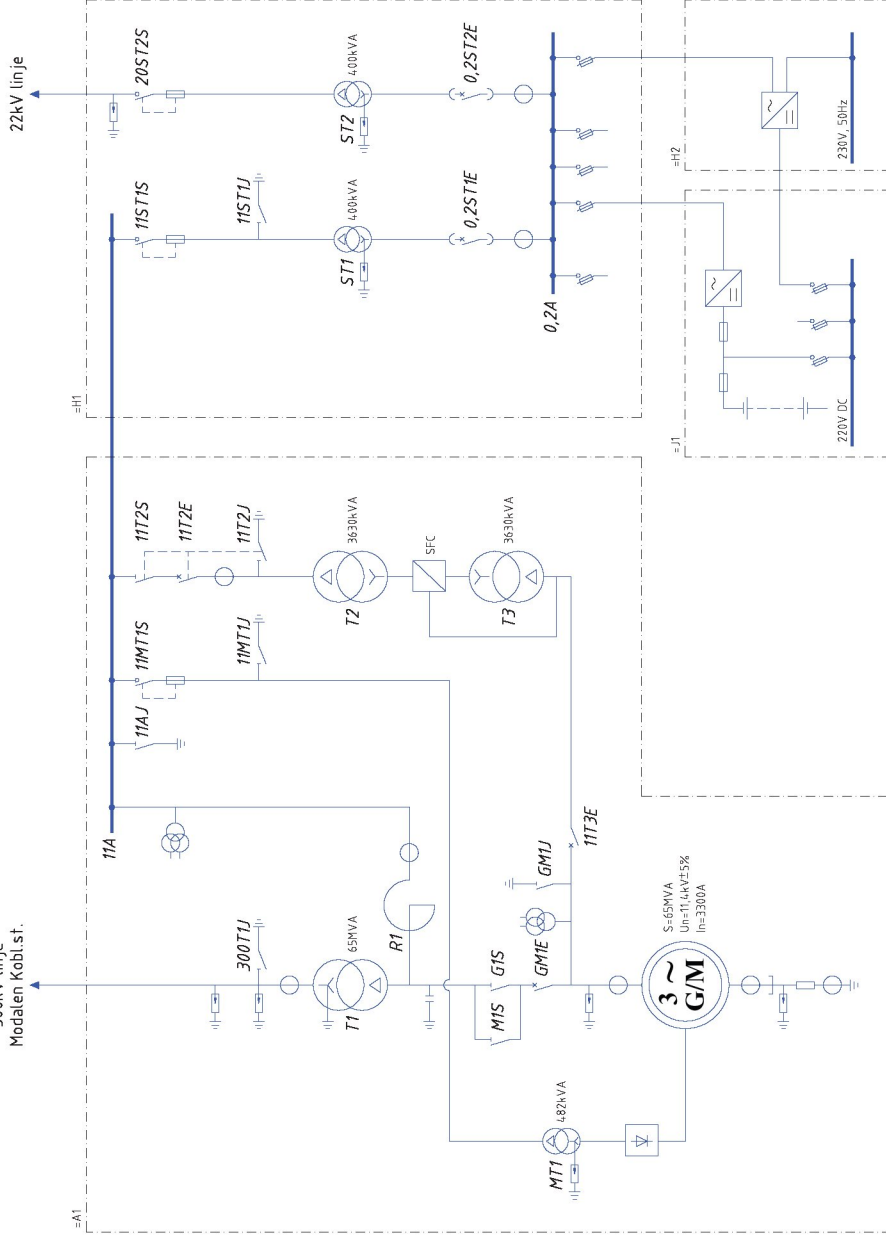 300kV linje
Modalen Kobl.st.
22kV linje
=A1
=H1
11A
300T1J
11AJ
11MT1S
11MT1J
11T2S
11T2E
11T2J
11ST1S
11ST1J
20ST2S
65MVA
T1
R1
T2
3630kVA
SFC
T3
3630kVA
ST1
400kVA
ST2
400kVA
0,2ST1E
0,2ST2E
0,2A
M1S
G1S
GM1E
GM1J
11T3E
MT1
482kVA
3 ~
G/M
S=65MVA
Un=11,4kV±5%
In=3300A
=J1
220V DC
=H2
230V, 50Hz